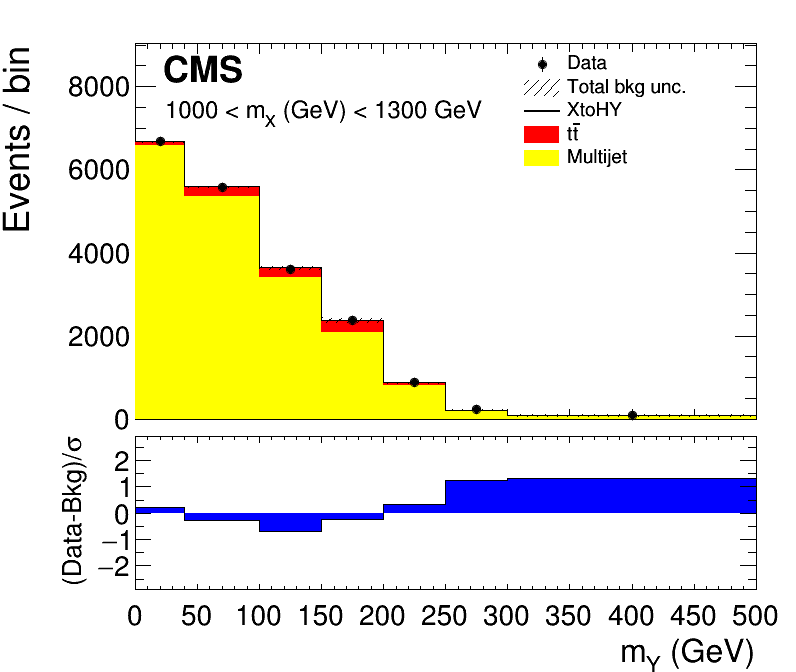 CMS
1000 < mX (GeV) < 1300 GeV
Data
Total bkg unc.
XtoHY
tt̄
Multijet
Events / bin
8000
6000
4000
2000
0
(Data-Bkg)/σ
2
1
0
−1
−2
0 50 100 150 200 250 300 350 400 450 500
mY (GeV)